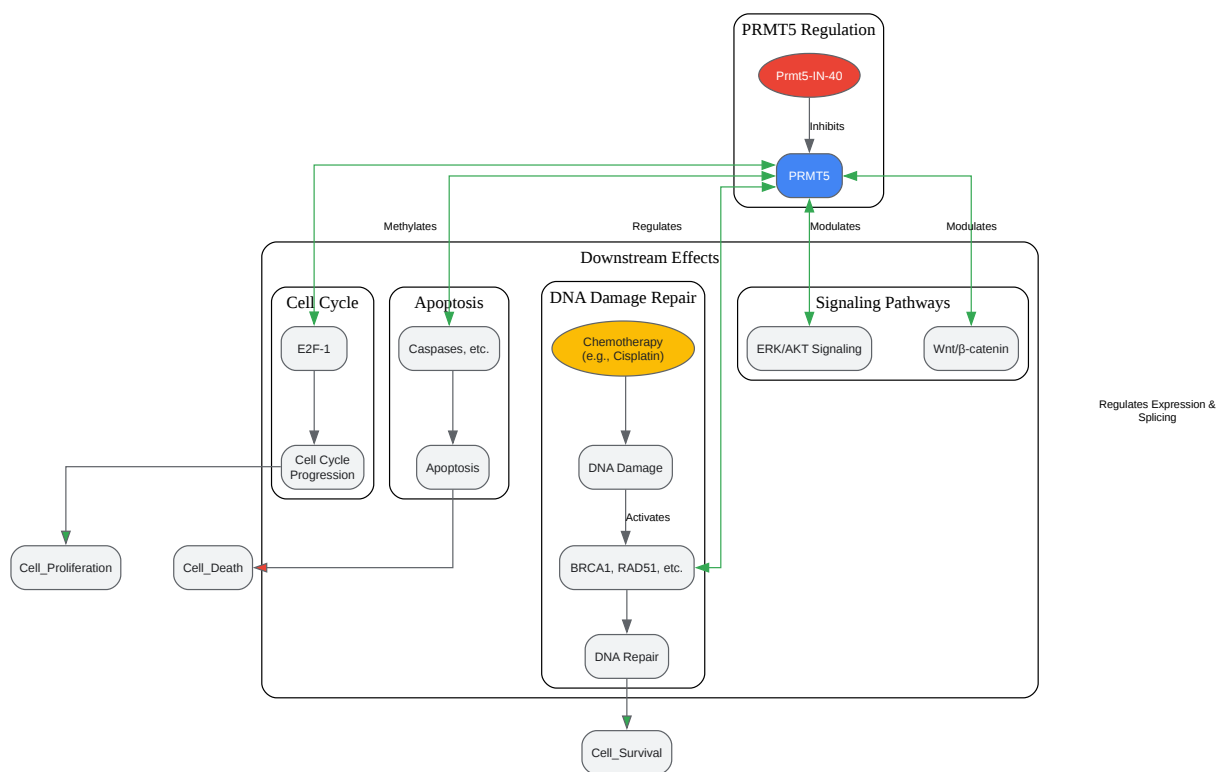 PRMT5 Regulation
Prmt5-IN-40
Inhibits
PRMT5
Methylates
Regulates
Modulates
Modulates
Downstream Effects
Cell Cycle
Apoptosis
DNA Damage Repair
Signaling Pathways
E2F-1
Caspases, etc.
Chemotherapy
(e.g., Cisplatin)
ERK/AKT Signaling
Wnt/β-catenin
Regulates Expression &
Splicing
Cell Cycle
Progression
Apoptosis
DNA Damage
Activates
Cell_Proliferation
Cell_Death
BRCA1, RAD51, etc.
DNA Repair
Cell_Survival